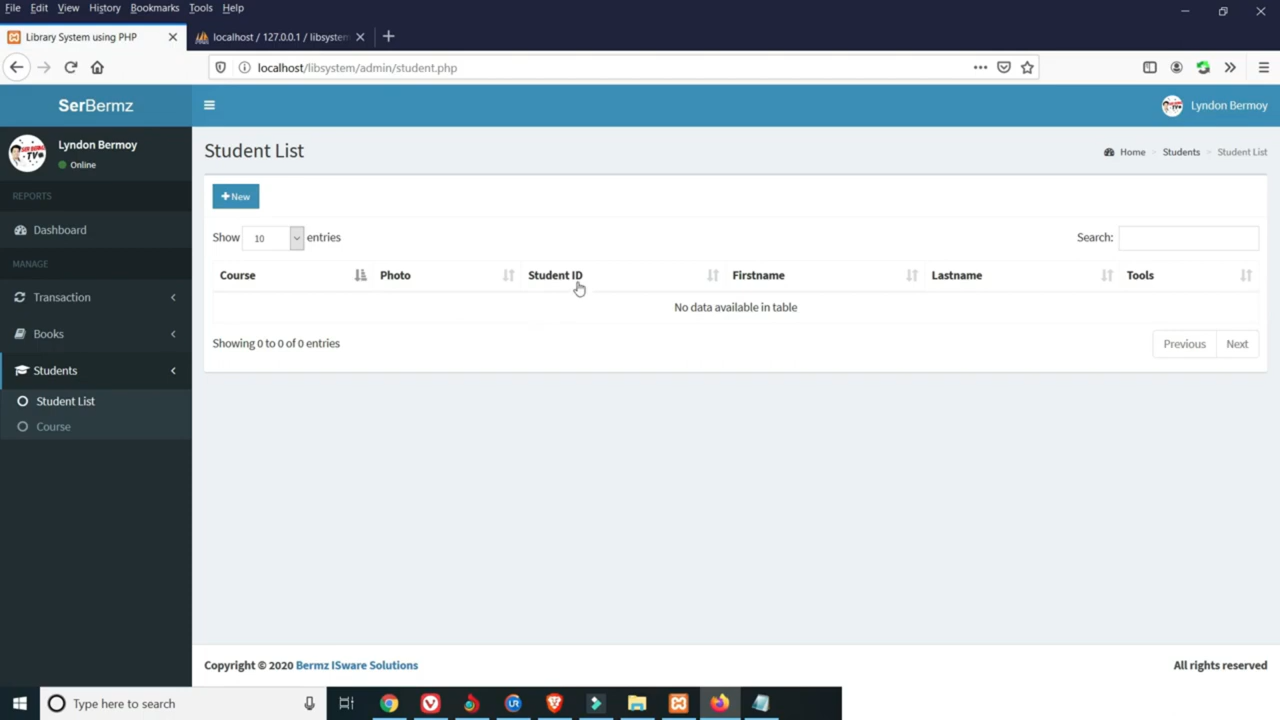 File Edit View History Bookmarks Tools Help
Library System using PHP
localhost / 127.0.0.1 / libsystem
localhost/libsystem/admin/student.php
SerBermz
Lyndon Bermoy
Lyndon Bermoy
Online
Student List
Home > Students > Student List
REPORTS
Dashboard
MANAGE
Transaction
Books
Students
Student List
Course
+ New
Show 10 entries
Search:
Course Photo Student ID Firstname Lastname Tools
No data available in table
Showing 0 to 0 of 0 entries
Previous Next
Copyright © 2020 Bermz ISware Solutions
All rights reserved
Type here to search